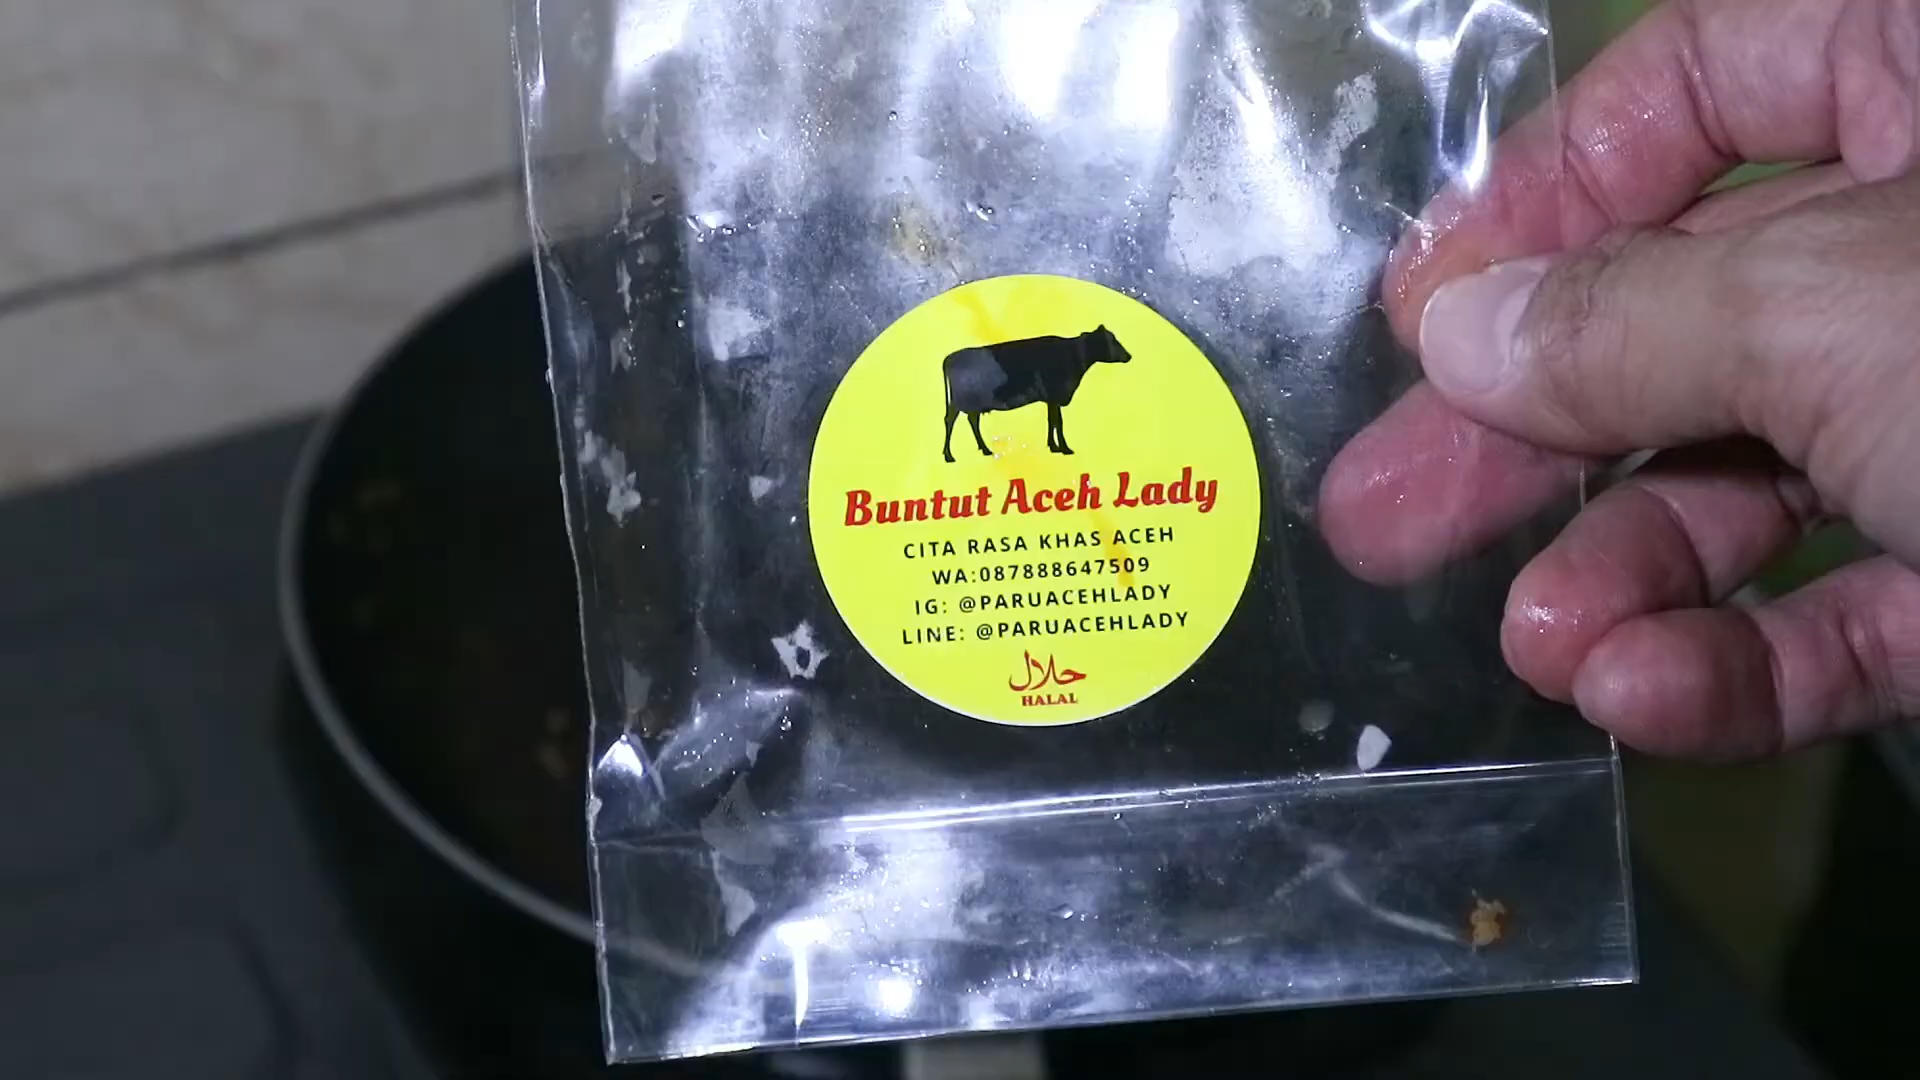 Buntut Aceh Lady
CITA RASA KHAS ACEH
WA:087888647509
IG: @PARUACEHLADY
LINE: @PARUACEHLADY
حلال
HALAL